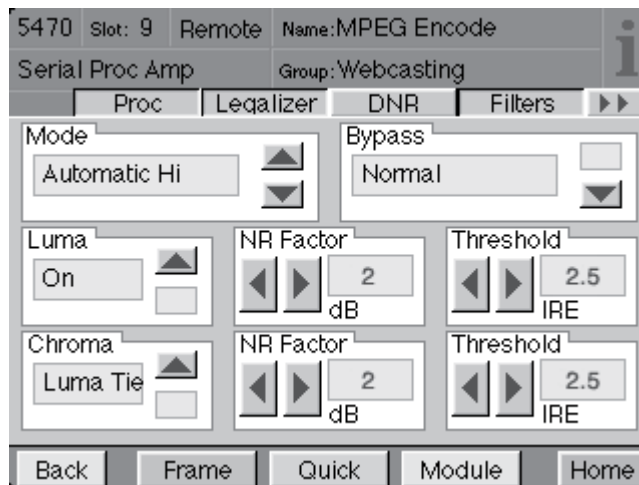 5470 Slot: 9 Remote Name:MPEG Encode
Serial Proc Amp Group:Webcasting
Proc Legalizer DNR Filters
Mode Bypass
Automatic Hi Normal
Luma NR Factor Threshold
On 2 2.5
dB IRE
Chroma NR Factor Threshold
Luma Tie 2 2.5
dB IRE
Back Frame Quick Module Home